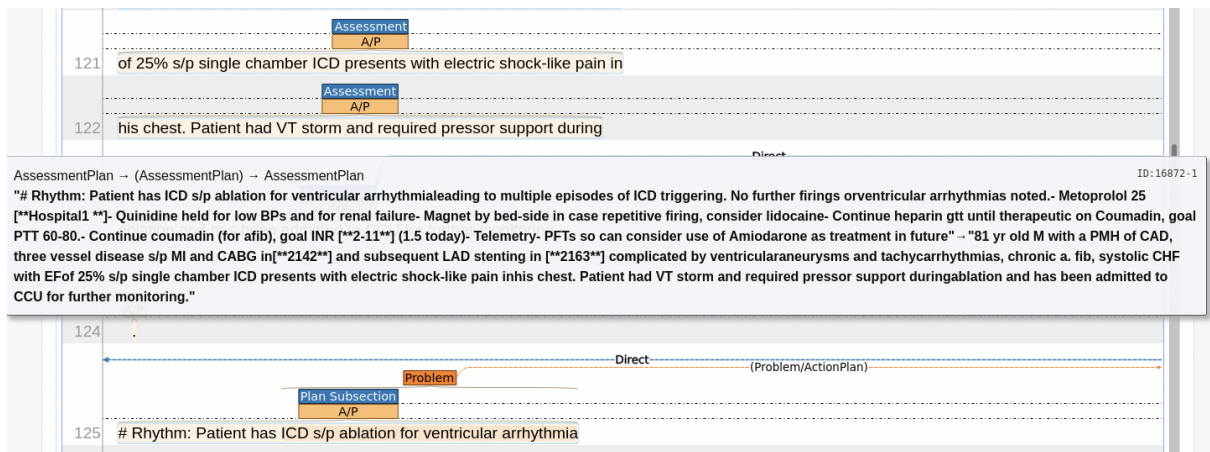 Assessment
A/P
121 of 25% s/p single chamber ICD presents with electric shock-like pain in
Assessment
A/P
122 his chest. Patient had VT storm and required pressor support during
Direct
AssessmentPlan → (AssessmentPlan) → AssessmentPlan ID:16872-1
"# Rhythm: Patient has ICD s/p ablation for ventricular arrhythmialeading to multiple episodes of ICD triggering. No further firings orventricular arrhythmias noted.- Metoprolol 25
[**Hospital1 **]- Quinidine held for low BPs and for renal failure- Magnet by bed-side in case repetitive firing, consider lidocaine- Continue heparin gtt until therapeutic on Coumadin, goal
PTT 60-80.- Continue coumadin (for afib), goal INR [**2-11**] (1.5 today)- Telemetry- PFTs so can consider use of Amiodarone as treatment in future"→"81 yr old M with a PMH of CAD,
three vessel disease s/p MI and CABG in[**2142**] and subsequent LAD stenting in [**2163**] complicated by ventricularaneurysms and tachycarrhythmias, chronic a. fib, systolic CHF
with EFof 25% s/p single chamber ICD presents with electric shock-like pain inhis chest. Patient had VT storm and required pressor support duringablation and has been admitted to
CCU for further monitoring."
124 .
Direct
(Problem/ActionPlan)
Problem
Plan Subsection
A/P
125 # Rhythm: Patient has ICD s/p ablation for ventricular arrhythmia